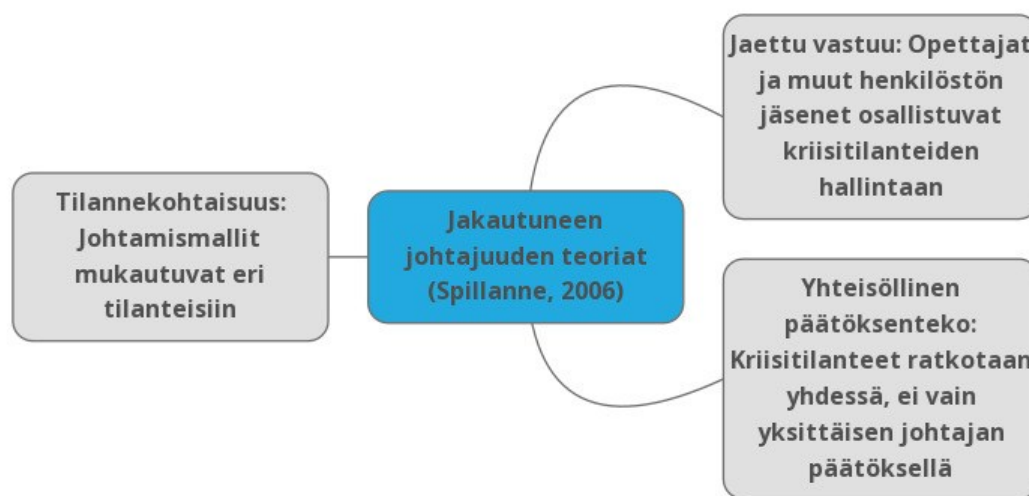 Tilannekohtaisuus:
Johtamismallit
mukautuvat eri
tilanteisiin
Jakautuneen
johtajuuden teoriat
(Spillanne, 2006)
Jaettu vastuu: Opettajat
ja muut henkilöstön
jäsenet osallistuvat
kriisitilanteiden
hallintaan
Yhteisöllinen
päätöksenteko:
Kriisitilanteet ratkotaan
yhdessä, ei vain
yksittäisen johtajan
päätöksellä